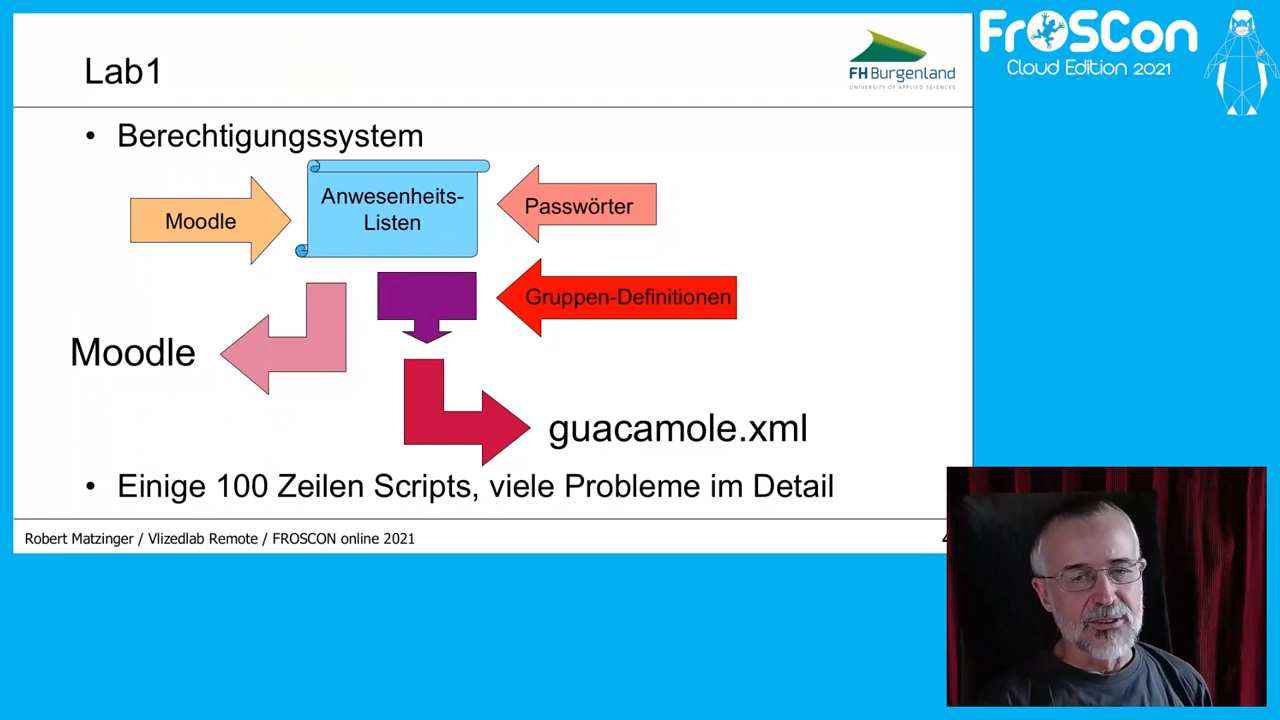 Lab1
FH Burgenland
UNIVERSITY OF APPLIED SCIENCES
FrOSCon
Cloud Edition 2021
• Berechtigungssystem
Moodle
Anwesenheits-
Listen
Passwörter
Gruppen-Definitionen
Moodle
guacamole.xml
• Einige 100 Zeilen Scripts, viele Probleme im Detail
Robert Matzinger / Vlizedlab Remote / FROSCON online 2021